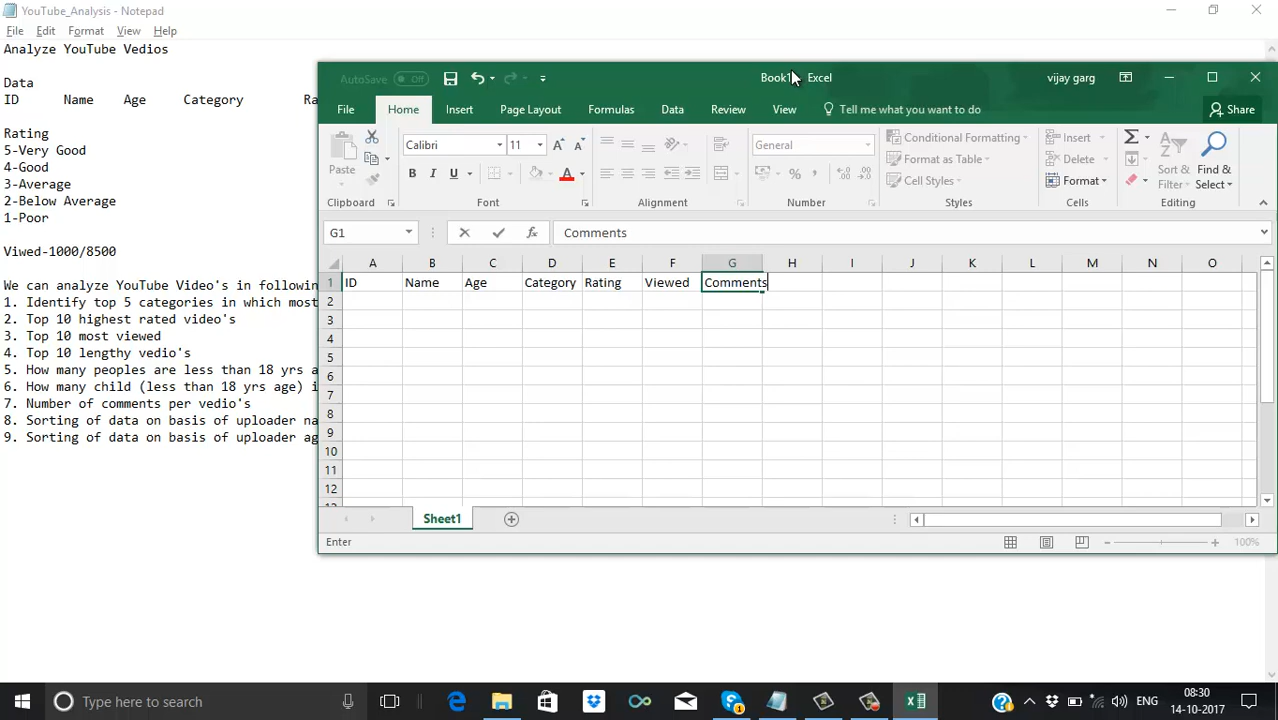 YouTube_Analysis - Notepad
File Edit Format View Help
Analyze YouTube Vedios
Data
ID Name Age Category Ra
Rating
5-Very Good
4-Good
3-Average
2-Below Average
1-Poor
Viwed-1000/8500
We can analyze YouTube Video's in followin
1. Identify top 5 categories in which most
2. Top 10 highest rated video's
3. Top 10 most viewed
4. Top 10 lengthy vedio's
5. How many peoples are less than 18 yrs a
6. How many child (less than 18 yrs age) i
7. Number of comments per vedio's
8. Sorting of data on basis of uploader na
9. Sorting of data on basis of uploader ag
AutoSave Off Book1 Excel vijay garg
File Home Insert Page Layout Formulas Data Review View Tell me what you want to do Share
Calibri 11 General Conditional Formatting Insert
Paste Format as Table Delete Sort & Find &
B I U A Cell Styles Format Filter Select
Clipboard Font Alignment Number Styles Cells Editing
G1 fx Comments
A B C D E F G H I J K L M N O
1 ID Name Age Category Rating Viewed Comments
2
3
4
5
6
7
8
9
10
11
12
Sheet1
Enter 100%
Type here to search ENG 08:30
14-10-2017